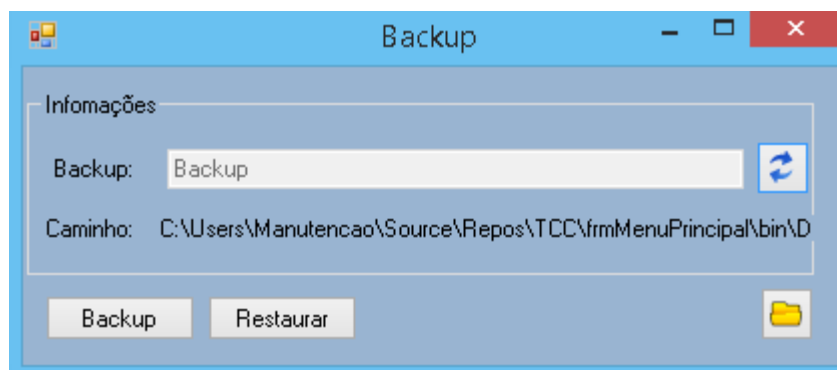 Backup
Infomações
Backup: Backup
Caminho: C:\Users\Manutencao\Source\Repos\TCC\frmMenuPrincipal\bin\D
Backup Restaurar